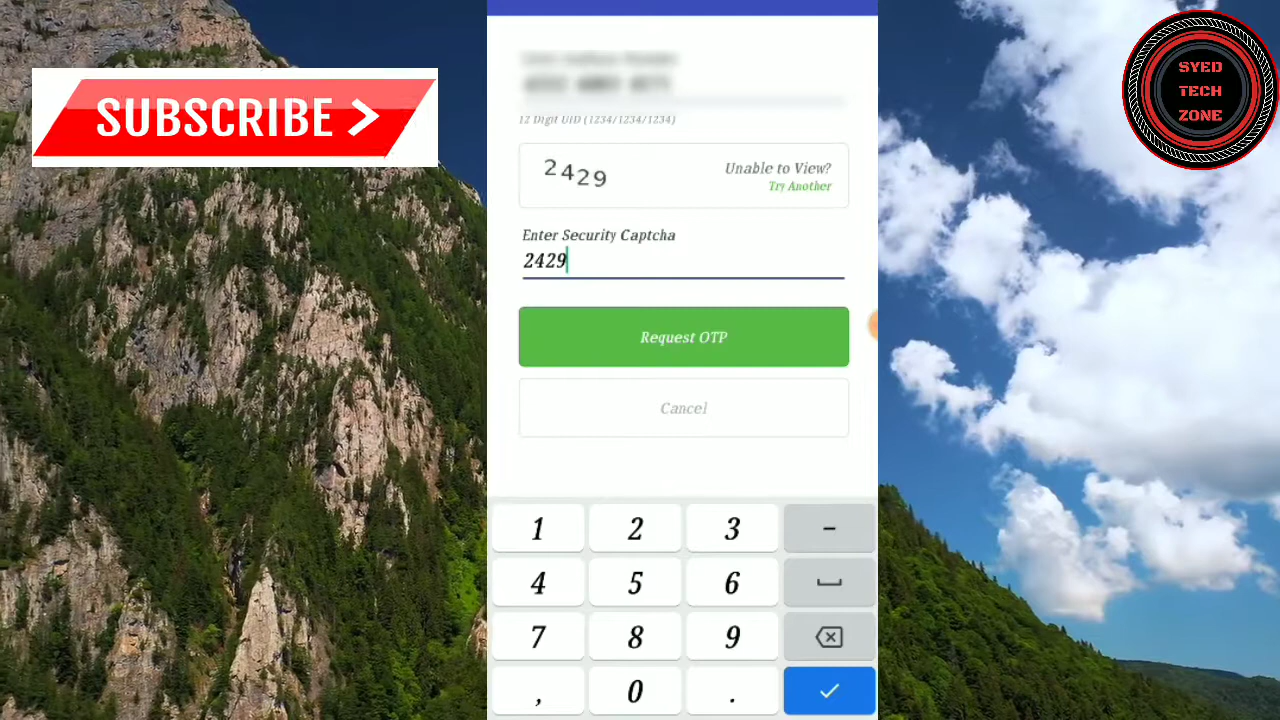 SUBSCRIBE >
SYED
TECH
ZONE
12 Digit UID (1234/1234/1234)
2429
Unable to View?
Try Another
Enter Security Captcha
2429
Request OTP
Cancel
1 2 3 -
4 5 6
7 8 9
, 0 .